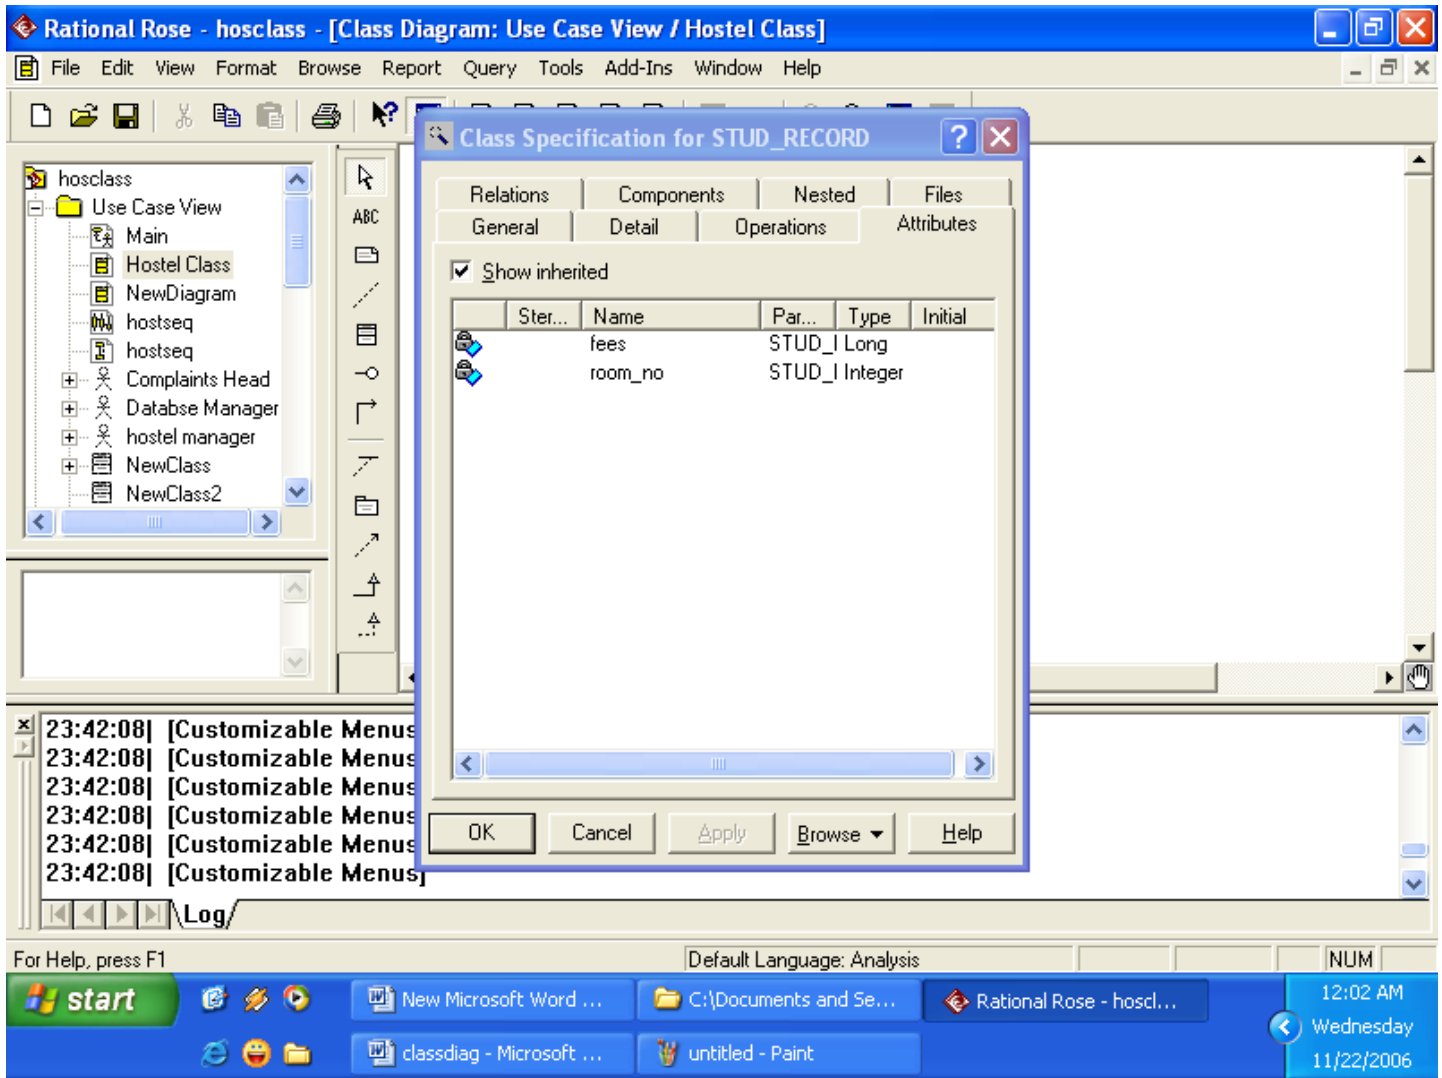 Rational Rose - hosclass - [Class Diagram: Use Case View / Hostel Class]
File Edit View Format Browse Report Query Tools Add-Ins Window Help
hosclass
Use Case View
Main
Hostel Class
NewDiagram
hostseq
hostseq
Complaints Head
Databse Manager
hostel manager
NewClass
NewClass2
ABC
Class Specification for STUD_RECORD
Relations Components Nested Files
General Detail Operations Attributes
Show inherited
Ster... Name Par... Type Initial
fees STUD_I Long
room_no STUD_I Integer
OK Cancel Apply Browse Help
23:42:08| [Customizable Menus
23:42:08| [Customizable Menus
23:42:08| [Customizable Menus
23:42:08| [Customizable Menus
23:42:08| [Customizable Menus
23:42:08| [Customizable Menus]
Log
For Help, press F1 Default Language: Analysis NUM
start New Microsoft Word ... C:\Documents and Se... Rational Rose - hoscl... 12:02 AM
Wednesday
classdiag - Microsoft ... untitled - Paint 11/22/2006